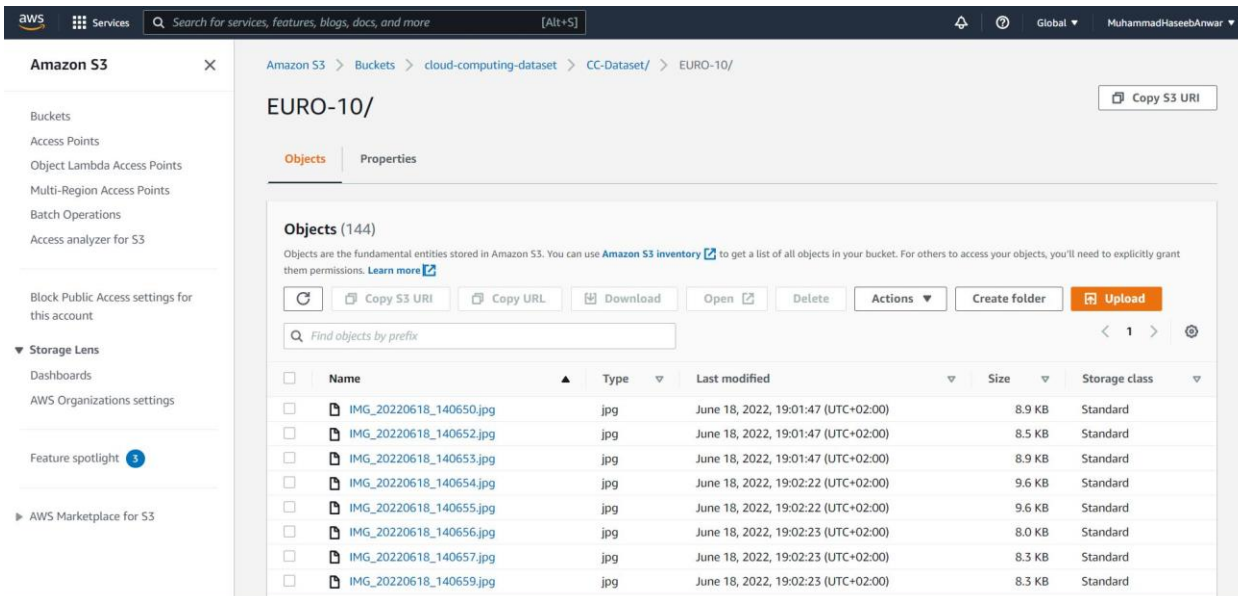 aws Services Search for services, features, blogs, docs, and more [Alt+S] Global MuhammadHaseebAnwar
Amazon S3
Buckets
Access Points
Object Lambda Access Points
Multi-Region Access Points
Batch Operations
Access analyzer for S3
Block Public Access settings for
this account
Storage Lens
Dashboards
AWS Organizations settings
Feature spotlight 3
AWS Marketplace for S3
Amazon S3 > Buckets > cloud-computing-dataset > CC-Dataset/ > EURO-10/
EURO-10/
Copy S3 URI
Objects Properties
Objects (144)
Objects are the fundamental entities stored in Amazon S3. You can use Amazon S3 inventory to get a list of all objects in your bucket. For others to access your objects, you'll need to explicitly grant
them permissions. Learn more
Copy S3 URI Copy URL Download Open Delete Actions Create folder Upload
Find objects by prefix
< 1 >
Name Type Last modified Size Storage class
IMG_20220618_140650.jpg jpg June 18, 2022, 19:01:47 (UTC+02:00) 8.9 KB Standard
IMG_20220618_140652.jpg jpg June 18, 2022, 19:01:47 (UTC+02:00) 8.5 KB Standard
IMG_20220618_140653.jpg jpg June 18, 2022, 19:01:47 (UTC+02:00) 8.9 KB Standard
IMG_20220618_140654.jpg jpg June 18, 2022, 19:02:22 (UTC+02:00) 9.6 KB Standard
IMG_20220618_140655.jpg jpg June 18, 2022, 19:02:22 (UTC+02:00) 9.6 KB Standard
IMG_20220618_140656.jpg jpg June 18, 2022, 19:02:23 (UTC+02:00) 8.0 KB Standard
IMG_20220618_140657.jpg jpg June 18, 2022, 19:02:23 (UTC+02:00) 8.3 KB Standard
IMG_20220618_140659.jpg jpg June 18, 2022, 19:02:23 (UTC+02:00) 8.3 KB Standard